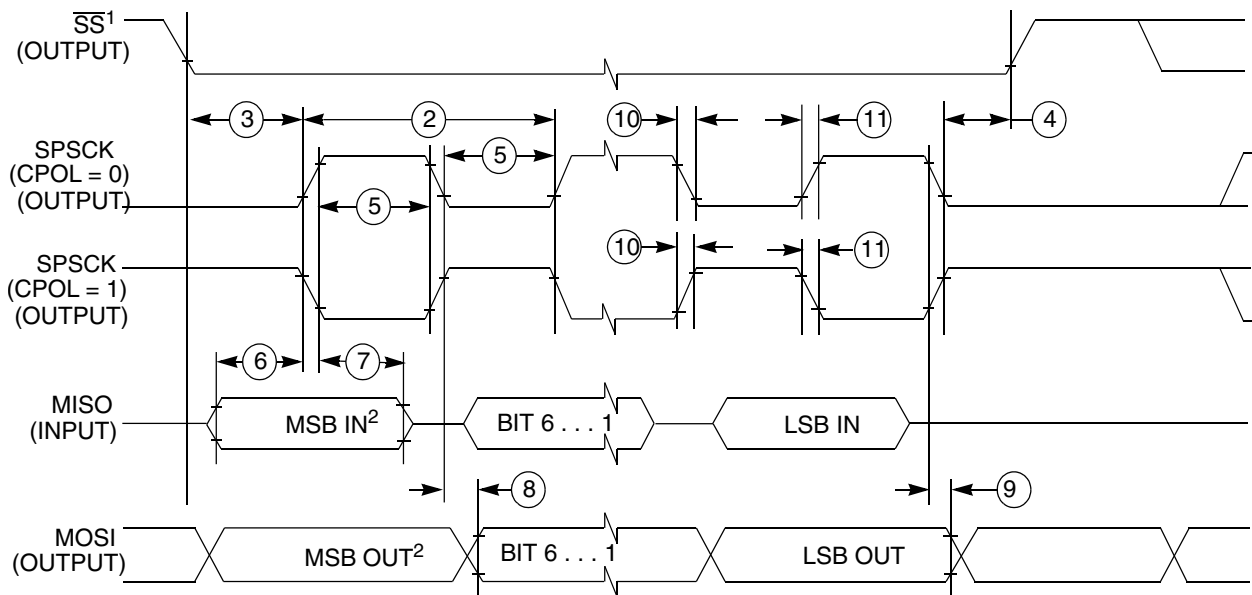 SS¹
(OUTPUT)
3
2
10
11
4
SPSCK
(CPOL = 0)
(OUTPUT)
5
5
SPSCK
(CPOL = 1)
(OUTPUT)
10
11
6
7
MISO
(INPUT)
MSB IN²
BIT 6 . . . 1
LSB IN
8
9
MOSI
(OUTPUT)
MSB OUT²
BIT 6 . . . 1
LSB OUT